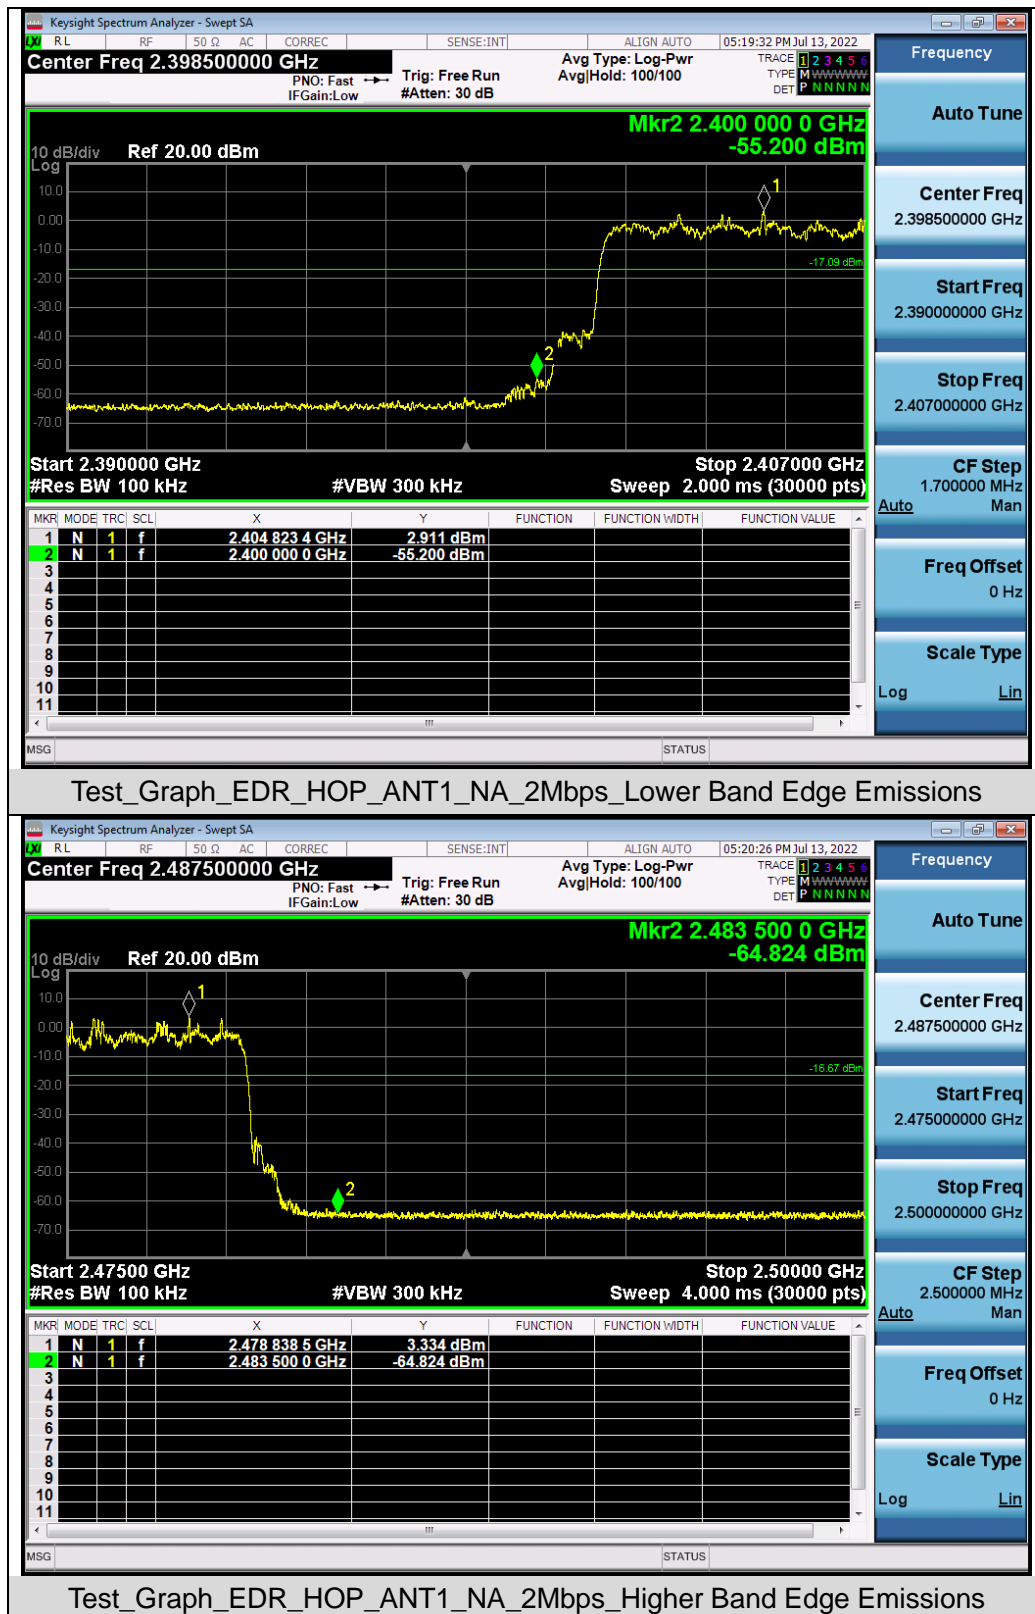 Keysight Spectrum Analyzer - Swept SA
LXI RL RF 50 Ω AC CORREC SENSE:INT ALIGN AUTO 05:19:32 PM Jul 13, 2022
Center Freq 2.398500000 GHz
PNO: Fast
IFGain:Low
Trig: Free Run
#Atten: 30 dB
Avg Type: Log-Pwr
Avg|Hold: 100/100
TRACE 1 2 3 4 5 6
TYPE M WWWWW
DET P N N N N N
Mkr2 2.400 000 0 GHz
-55.200 dBm
10 dB/div Ref 20.00 dBm
Log
10.0
0.00
-10.0
-20.0
-30.0
-40.0
-50.0
-60.0
-70.0
1
-17.09 dBm
2
Start 2.390000 GHz Stop 2.407000 GHz
#Res BW 100 kHz #VBW 300 kHz Sweep 2.000 ms (30000 pts)
MKR MODE TRC SCL X Y FUNCTION FUNCTION WIDTH FUNCTION VALUE
1 N 1 f 2.404 823 4 GHz 2.911 dBm
2 N 1 f 2.400 000 0 GHz -55.200 dBm
3
4
5
6
7
8
9
10
11
MSG STATUS
Frequency
Auto Tune
Center Freq
2.398500000 GHz
Start Freq
2.390000000 GHz
Stop Freq
2.407000000 GHz
CF Step
1.700000 MHz
Auto Man
Freq Offset
0 Hz
Scale Type
Log Lin
Test_Graph_EDR_HOP_ANT1_NA_2Mbps_Lower Band Edge Emissions
Keysight Spectrum Analyzer - Swept SA
LXI RL RF 50 Ω AC CORREC SENSE:INT ALIGN AUTO 05:20:26 PM Jul 13, 2022
Center Freq 2.487500000 GHz
PNO: Fast
IFGain:Low
Trig: Free Run
#Atten: 30 dB
Avg Type: Log-Pwr
Avg|Hold: 100/100
TRACE 1 2 3 4 5 6
TYPE M WWWWW
DET P N N N N N
Mkr2 2.483 500 0 GHz
-64.824 dBm
10 dB/div Ref 20.00 dBm
Log
10.0
0.00
-10.0
-20.0
-30.0
-40.0
-50.0
-60.0
-70.0
1
-16.67 dBm
2
Start 2.47500 GHz Stop 2.50000 GHz
#Res BW 100 kHz #VBW 300 kHz Sweep 4.000 ms (30000 pts)
MKR MODE TRC SCL X Y FUNCTION FUNCTION WIDTH FUNCTION VALUE
1 N 1 f 2.478 838 5 GHz 3.334 dBm
2 N 1 f 2.483 500 0 GHz -64.824 dBm
3
4
5
6
7
8
9
10
11
MSG STATUS
Frequency
Auto Tune
Center Freq
2.487500000 GHz
Start Freq
2.475000000 GHz
Stop Freq
2.500000000 GHz
CF Step
2.500000 MHz
Auto Man
Freq Offset
0 Hz
Scale Type
Log Lin
Test_Graph_EDR_HOP_ANT1_NA_2Mbps_Higher Band Edge Emissions